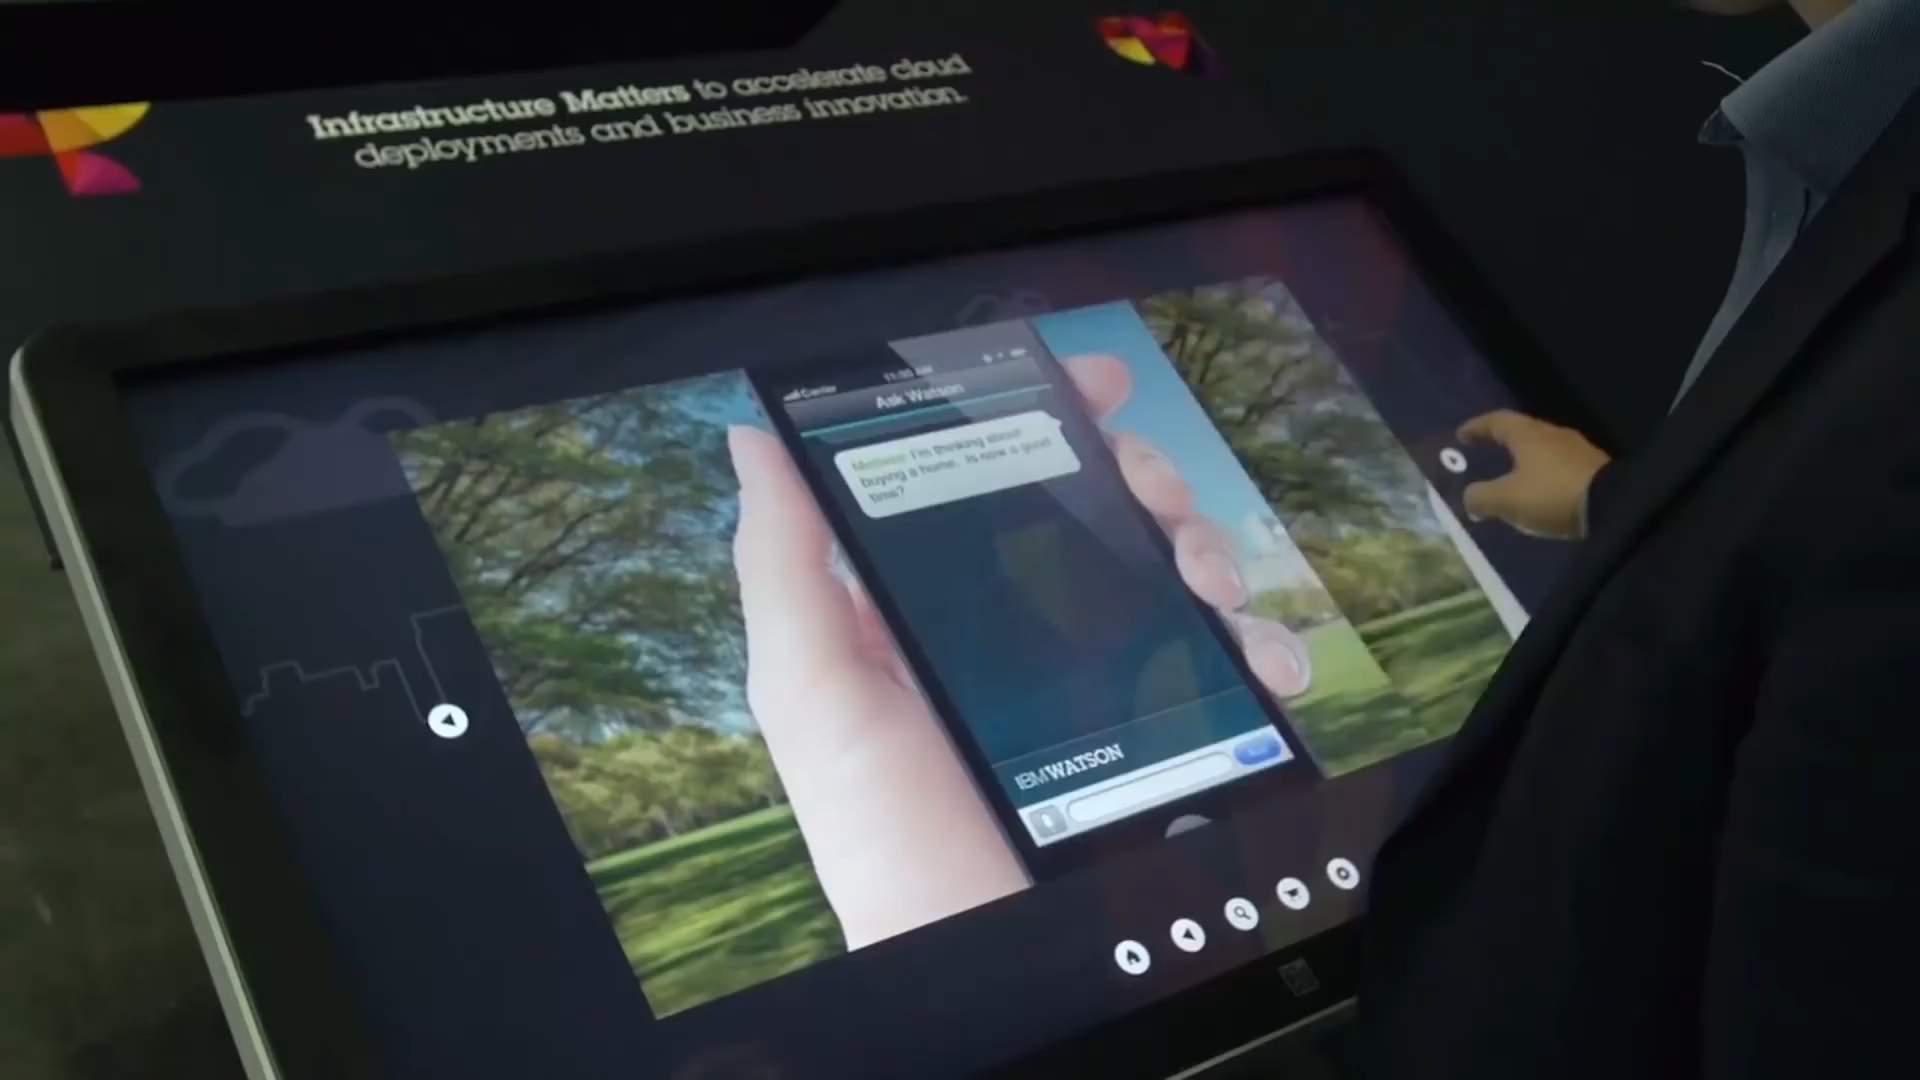 Infrastructure Matters to accelerate cloud
deployments and business innovation.
Carrier
Ask Watson
I'm thinking about
buying a home. Is now a good
time?
IBM WATSON